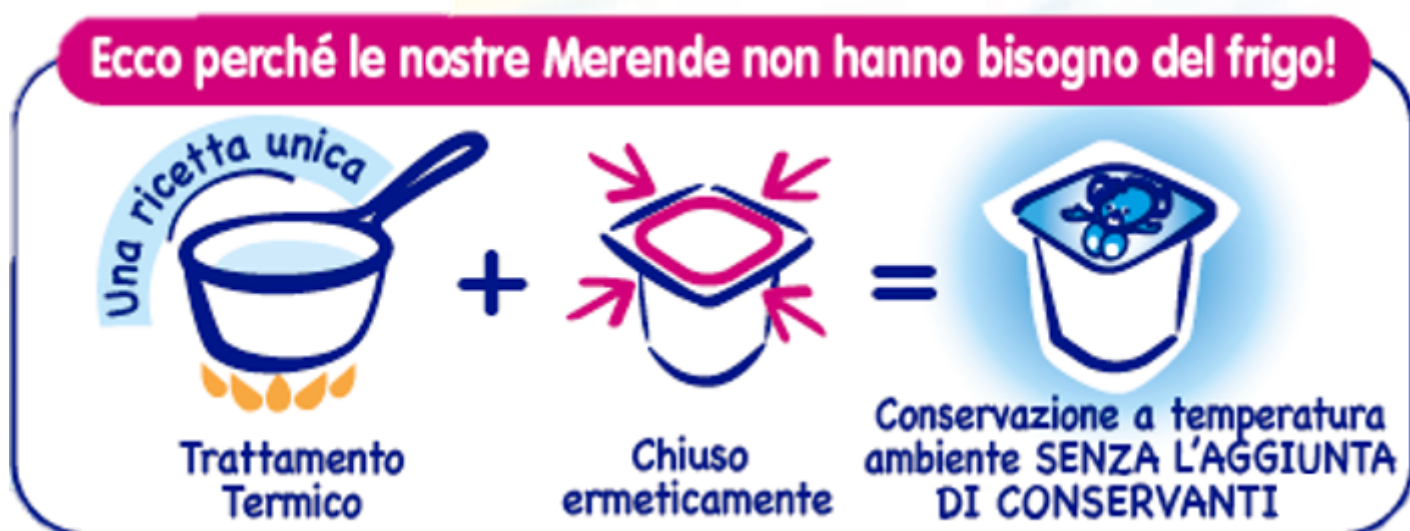 Ecco perché le nostre Merende non hanno bisogno del frigo!
Una ricetta unica
Trattamento
Termico
+
Chiuso
ermeticamente
=
Conservazione a temperatura
ambiente SENZA L'AGGIUNTA
DI CONSERVANTI